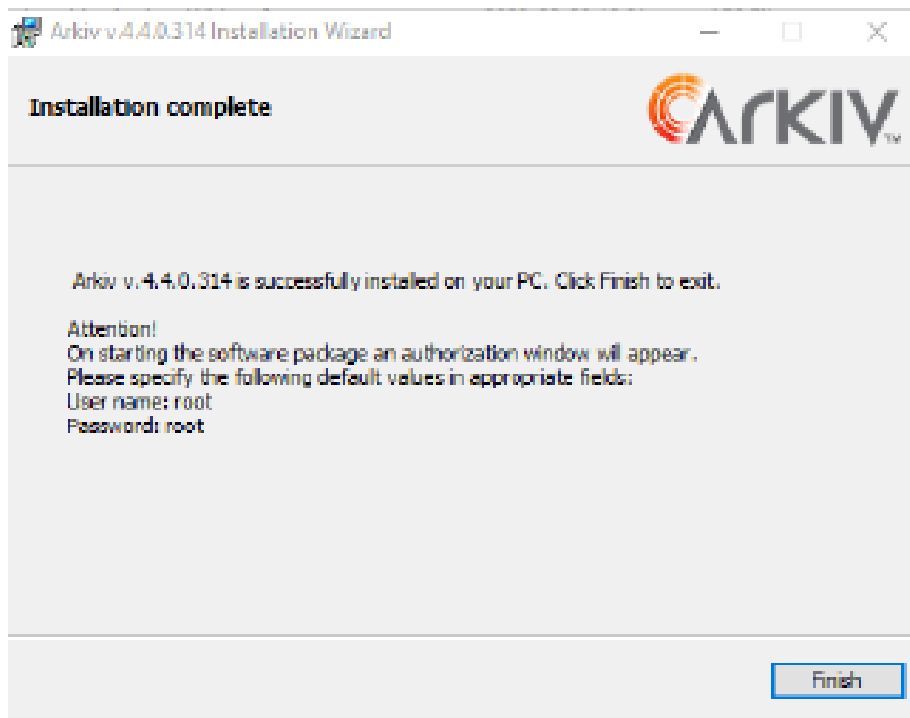 Arkiv v.4.4.0.314 Installation Wizard
Installation complete
ARKIV TM
Arkiv v.4.4.0.314 is successfully installed on your PC. Click Finish to exit.
Attention!
On starting the software package an authorization window will appear.
Please specify the following default values in appropriate fields:
User name: root
Password: root
Finish